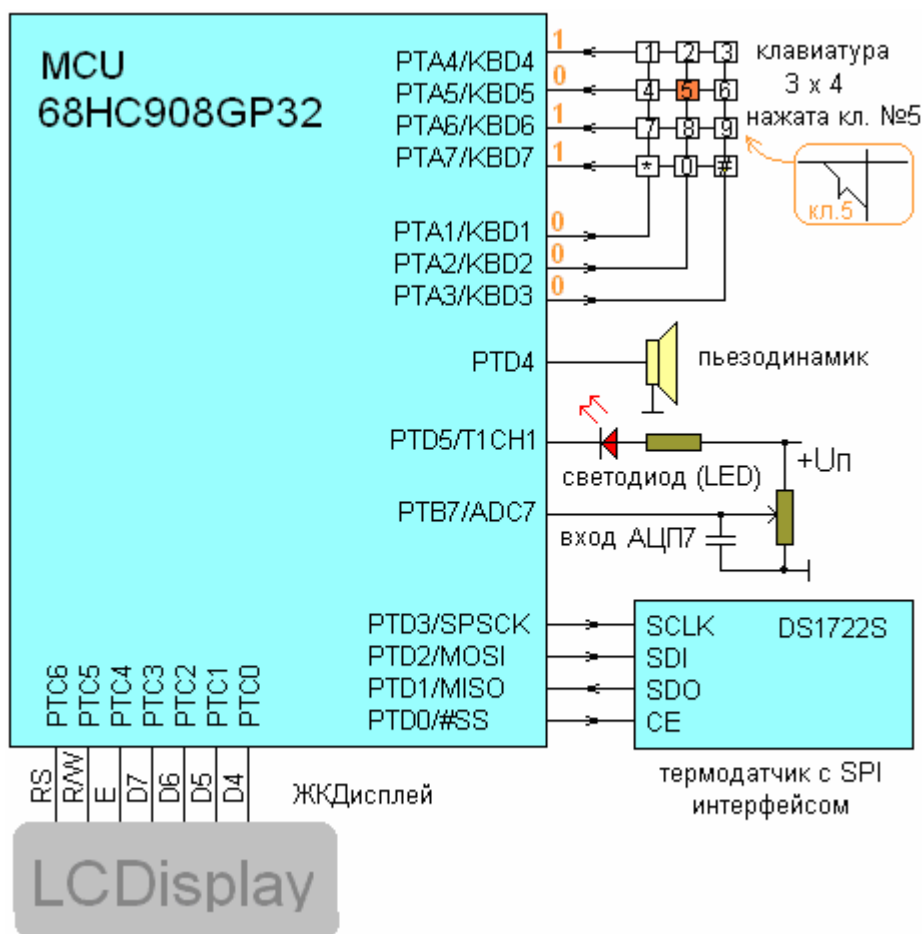 MCU
68HC908GP32
PTA4/KBD4
PTA5/KBD5
PTA6/KBD6
PTA7/KBD7
PTA1/KBD1
PTA2/KBD2
PTA3/KBD3
PTD4
PTD5/T1CH1
PTB7/ADC7
PTD3/SPSCK
PTD2/MOSI
PTD1/MISO
PTD0/#SS
1
0
1
1
0
0
0
1 2 3
4 5 6
7 8 9
* 0 #
клавиатура
3 x 4
нажата кл. №5
кл.5
пьезодинамик
+Uп
светодиод (LED)
вход АЦП7
SCLK DS1722S
SDI
SDO
CE
термодатчик с SPI
интерфейсом
PTC6
PTC5
PTC4
PTC3
PTC2
PTC1
PTC0
RS
R/W
E
D7
D6
D5
D4
ЖКДисплей
LCDisplay